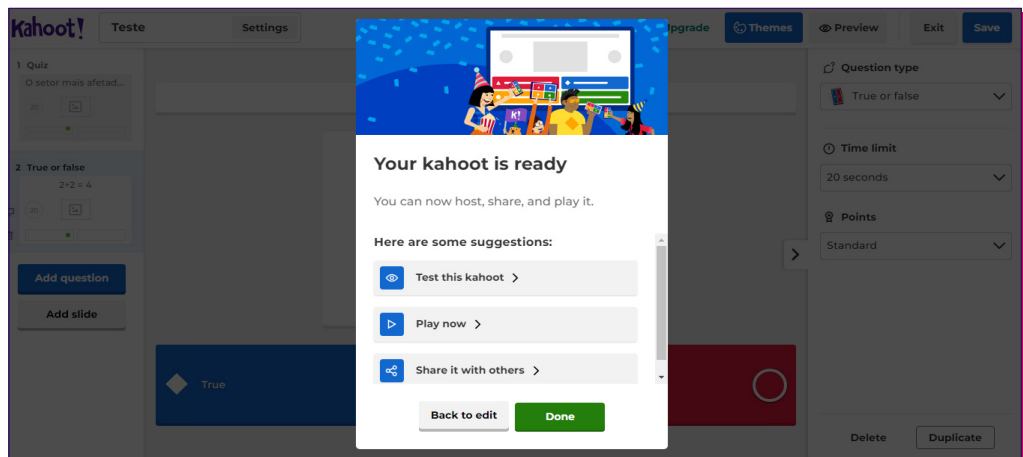 Kahoot!
Teste
Settings
Upgrade
Themes
Preview
Exit
Save
1 Quiz
O setor mais afetad...
20
2 True or false
2+2 = 4
20
Add question
Add slide
K!
Your kahoot is ready
You can now host, share, and play it.
Here are some suggestions:
Test this kahoot
Play now
Share it with others
Back to edit
Done
True
Question type
True or false
Time limit
20 seconds
Points
Standard
Delete
Duplicate